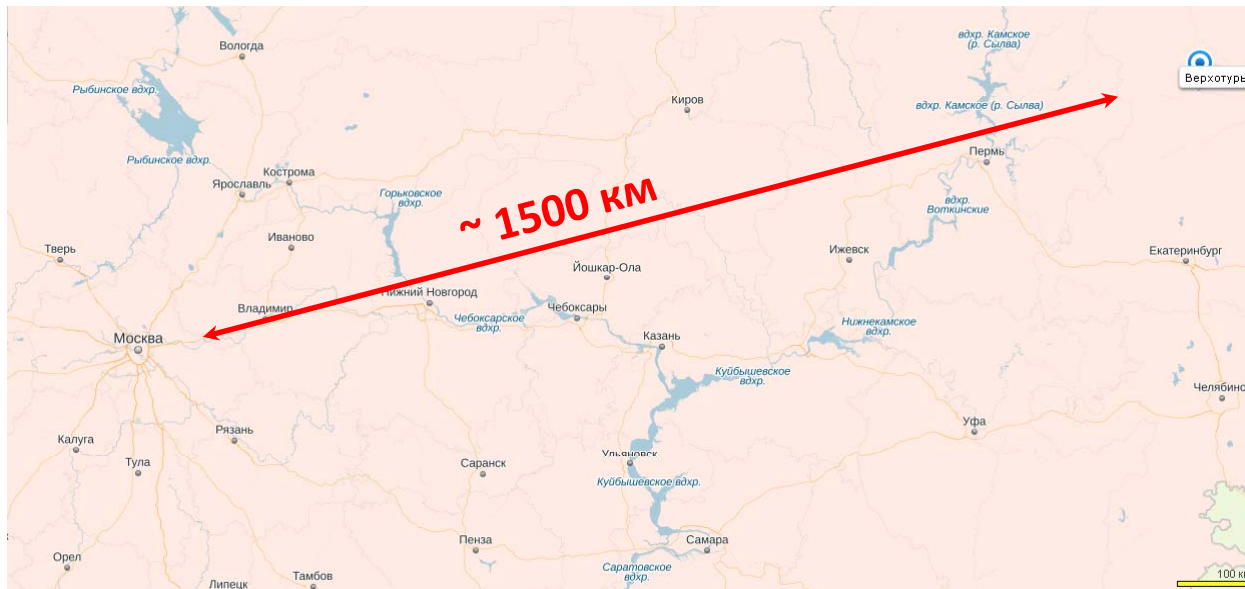 вдхр. Камское
(р. Сылва)
Вологда
Верхотурь
Рыбинское вдхр.
Киров
вдхр. Камское (р. Сылва)
Пермь
Рыбинское вдхр.
Кострома
Ярославль
Горьковское
вдхр.
~ 1500 км
вдхр.
Воткинские
Иваново
Тверь
Ижевск
Екатеринбург
Йошкар-Ола
Нижний Новгород
Владимир
Чебоксары
Чебоксарское
вдхр.
Нижнекамское
вдхр.
Москва
Казань
Куйбышевское
вдхр.
Челябинс
Уфа
Рязань
Калуга
Тула
Саранск
Ульяновск
Куйбышевское вдхр.
Пенза
Самара
Орел
Саратовское
вдхр.
Тамбов
Липецк
100 к